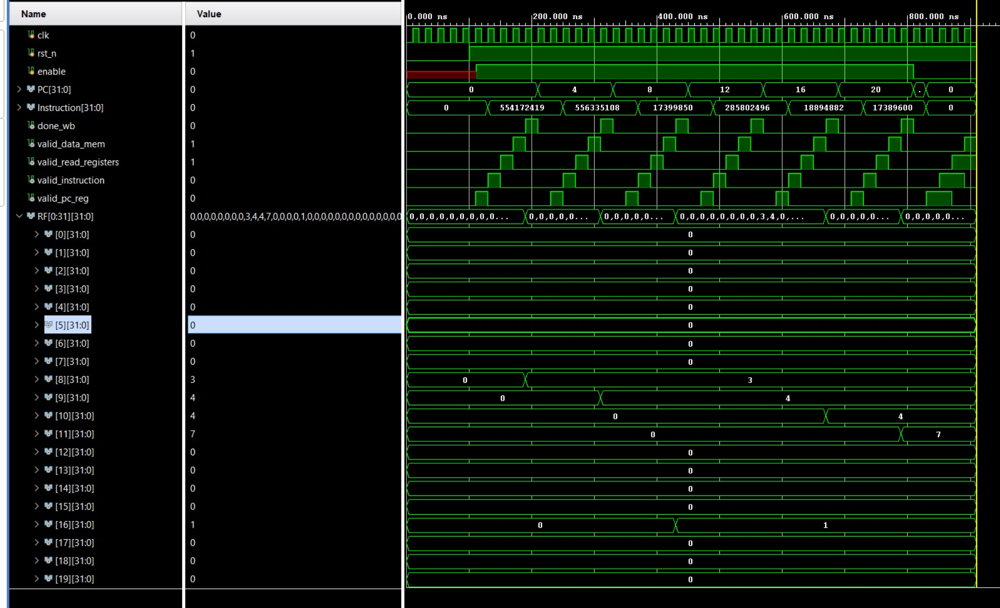 Name Value 0.000 ns 200.000 ns 400.000 ns 600.000 ns 800.000 ns
clk 0
rst_n 1
enable 0
PC[31:0] 0 0 4 8 12 16 20 . 0
Instruction[31:0] 0 0 554172419 556335108 17399850 285802496 18894882 17389600 0
done_wb 0
valid_data_mem 1
valid_read_registers 1
valid_instruction 0
valid_pc_reg 0
RF[0:31][31:0] 0,0,0,0,0,0,0,0,3,4,4,7,0,0,0,0,1,0,0,0,0,0,0,0,0,0,0,0,0,0,0,0 0,0,0,0,0,0,0,0,0... 0,0,0,0,0... 0,0,0,0,0... 0,0,0,0,0,0,0,0,3,4,0,... 0,0,0,0,0... 0,0,0,0,0...
[0][31:0] 0 0
[1][31:0] 0 0
[2][31:0] 0 0
[3][31:0] 0 0
[4][31:0] 0 0
[5][31:0] 0 0
[6][31:0] 0 0
[7][31:0] 0 0
[8][31:0] 3 0 3
[9][31:0] 4 0 4
[10][31:0] 4 0 4
[11][31:0] 7 0 7
[12][31:0] 0 0
[13][31:0] 0 0
[14][31:0] 0 0
[15][31:0] 0 0
[16][31:0] 1 0 1
[17][31:0] 0 0
[18][31:0] 0 0
[19][31:0] 0 0